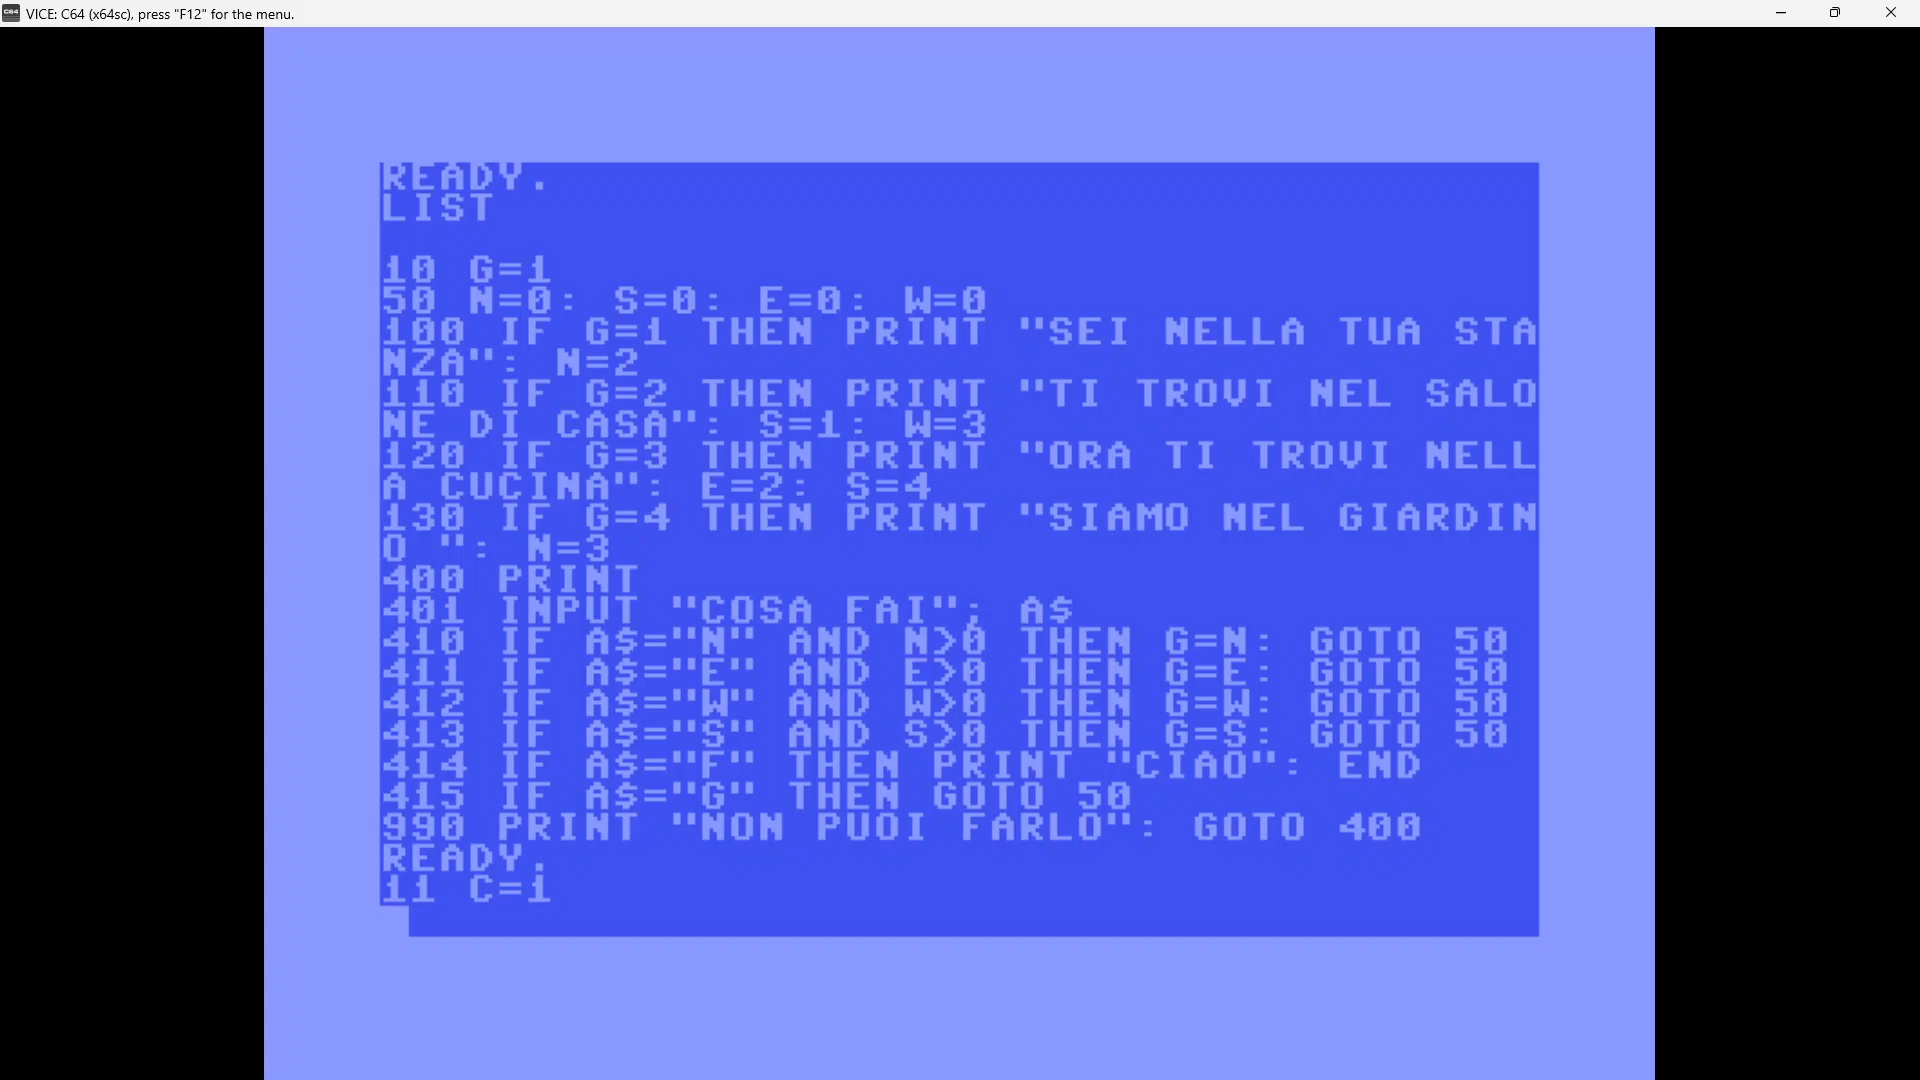 VICE: C64 (x64sc), press "F12" for the menu.
READY.
LIST
10 G=1
50 N=0: S=0: E=0: W=0
100 IF G=1 THEN PRINT "SEI NELLA TUA STA
NZA": N=2
110 IF G=2 THEN PRINT "TI TROVI NEL SALO
NE DI CASA": S=1: W=3
120 IF G=3 THEN PRINT "ORA TI TROVI NELL
A CUCINA": E=2: S=4
130 IF G=4 THEN PRINT "SIAMO NEL GIARDIN
O ": N=3
400 PRINT
401 INPUT "COSA FAI"; A$
410 IF A$="N" AND N>0 THEN G=N: GOTO 50
411 IF A$="E" AND E>0 THEN G=E: GOTO 50
412 IF A$="W" AND W>0 THEN G=W: GOTO 50
413 IF A$="S" AND S>0 THEN G=S: GOTO 50
414 IF A$="F" THEN PRINT "CIAO": END
415 IF A$="G" THEN GOTO 50
990 PRINT "NON PUOI FARLO": GOTO 400
READY.
11 C=1